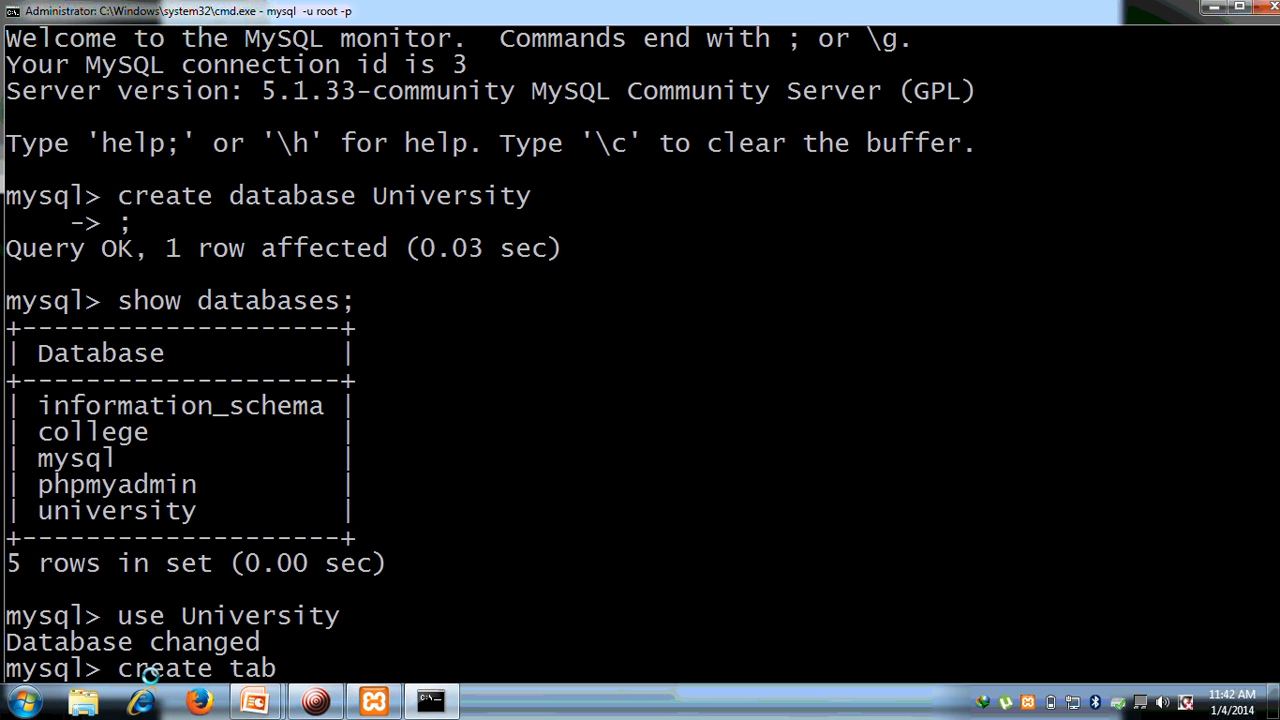 Administrator: C:\Windows\system32\cmd.exe - mysql -u root -p
Welcome to the MySQL monitor.  Commands end with ; or \g.
Your MySQL connection id is 3
Server version: 5.1.33-community MySQL Community Server (GPL)
Type 'help;' or '\h' for help. Type '\c' to clear the buffer.
mysql> create database University
    -> ;
Query OK, 1 row affected (0.03 sec)
mysql> show databases;
+--------------------+
| Database           |
+--------------------+
| information_schema |
| college            |
| mysql              |
| phpmyadmin         |
| university         |
+--------------------+
5 rows in set (0.00 sec)
mysql> use University
Database changed
mysql> create tab
11:42 AM
1/4/2014